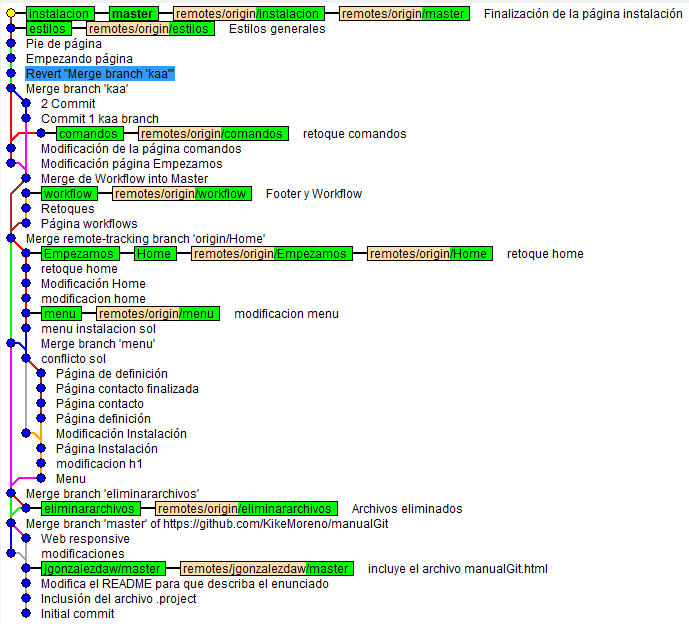 instalacion master remotes/origin/instalacion remotes/origin/master Finalización de la página instalación
estilos remotes/origin/estilos Estilos generales
Pie de página
Empezando página
Revert "Merge branch 'kaa'"
Merge branch 'kaa'
2 Commit
Commit 1 kaa branch
comandos remotes/origin/comandos retoque comandos
Modificación de la página comandos
Modificación página Empezamos
Merge de Workflow into Master
workflow remotes/origin/workflow Footer y Workflow
Retoques
Página workflows
Merge remote-tracking branch 'origin/Home'
Empezamos Home remotes/origin/Empezamos remotes/origin/Home retoque home
retoque home
Modificación Home
modificacion home
menu remotes/origin/menu modificacion menu
menu instalacion sol
Merge branch 'menu'
conflicto sol
Página de definición
Página contacto finalizada
Página contacto
Página definición
Modificación Instalación
Página Instalación
modificacion h1
Menu
Merge branch 'eliminararchivos'
eliminararchivos remotes/origin/eliminararchivos Archivos eliminados
Merge branch 'master' of https://github.com/KikeMoreno/manualGit
Web responsive
modificaciones
jgonzalezdaw/master remotes/jgonzalezdaw/master incluye el archivo manualGit.html
Modifica el README para que describa el enunciado
Inclusión del archivo .project
Initial commit